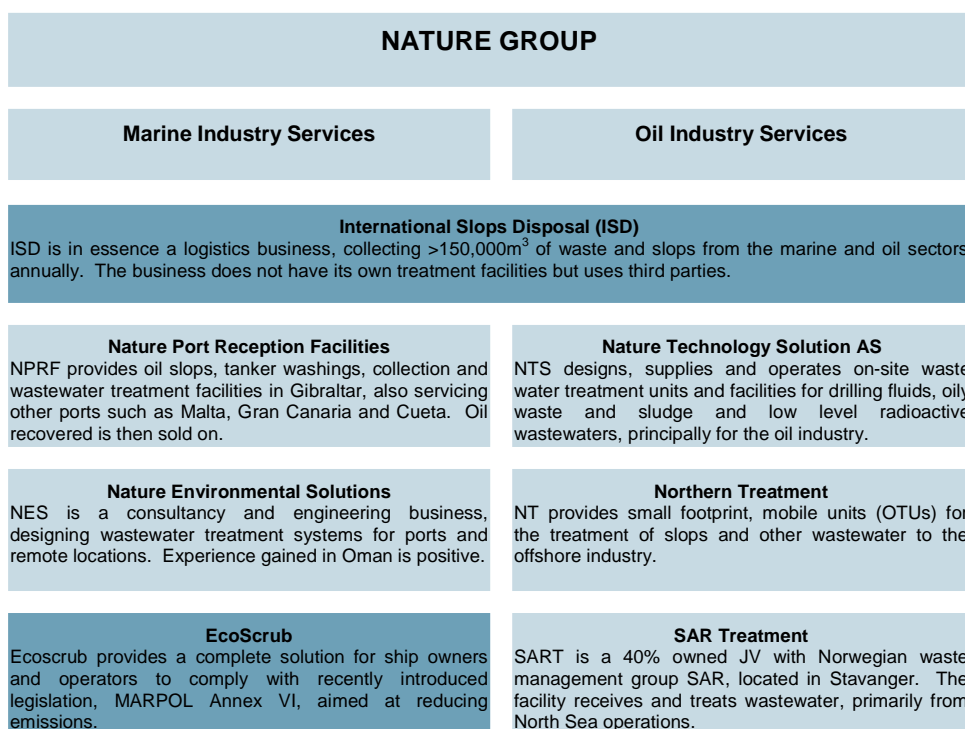 NATURE GROUP
Marine Industry Services
Oil Industry Services
International Slops Disposal (ISD)
ISD is in essence a logistics business, collecting >150,000m³ of waste and slops from the marine and oil sectors
annually. The business does not have its own treatment facilities but uses third parties.
Nature Port Reception Facilities
NPRF provides oil slops, tanker washings, collection and
wastewater treatment facilities in Gibraltar, also servicing
other ports such as Malta, Gran Canaria and Cueta. Oil
recovered is then sold on.
Nature Technology Solution AS
NTS designs, supplies and operates on-site waste
water treatment units and facilities for drilling fluids, oily
waste and sludge and low level radioactive
wastewaters, principally for the oil industry.
Nature Environmental Solutions
NES is a consultancy and engineering business,
designing wastewater treatment systems for ports and
remote locations. Experience gained in Oman is positive.
Northern Treatment
NT provides small footprint, mobile units (OTUs) for
the treatment of slops and other wastewater to the
offshore industry.
EcoScrub
Ecoscrub provides a complete solution for ship owners
and operators to comply with recently introduced
legislation, MARPOL Annex VI, aimed at reducing
emissions.
SAR Treatment
SART is a 40% owned JV with Norwegian waste
management group SAR, located in Stavanger. The
facility receives and treats wastewater, primarily from
North Sea operations.